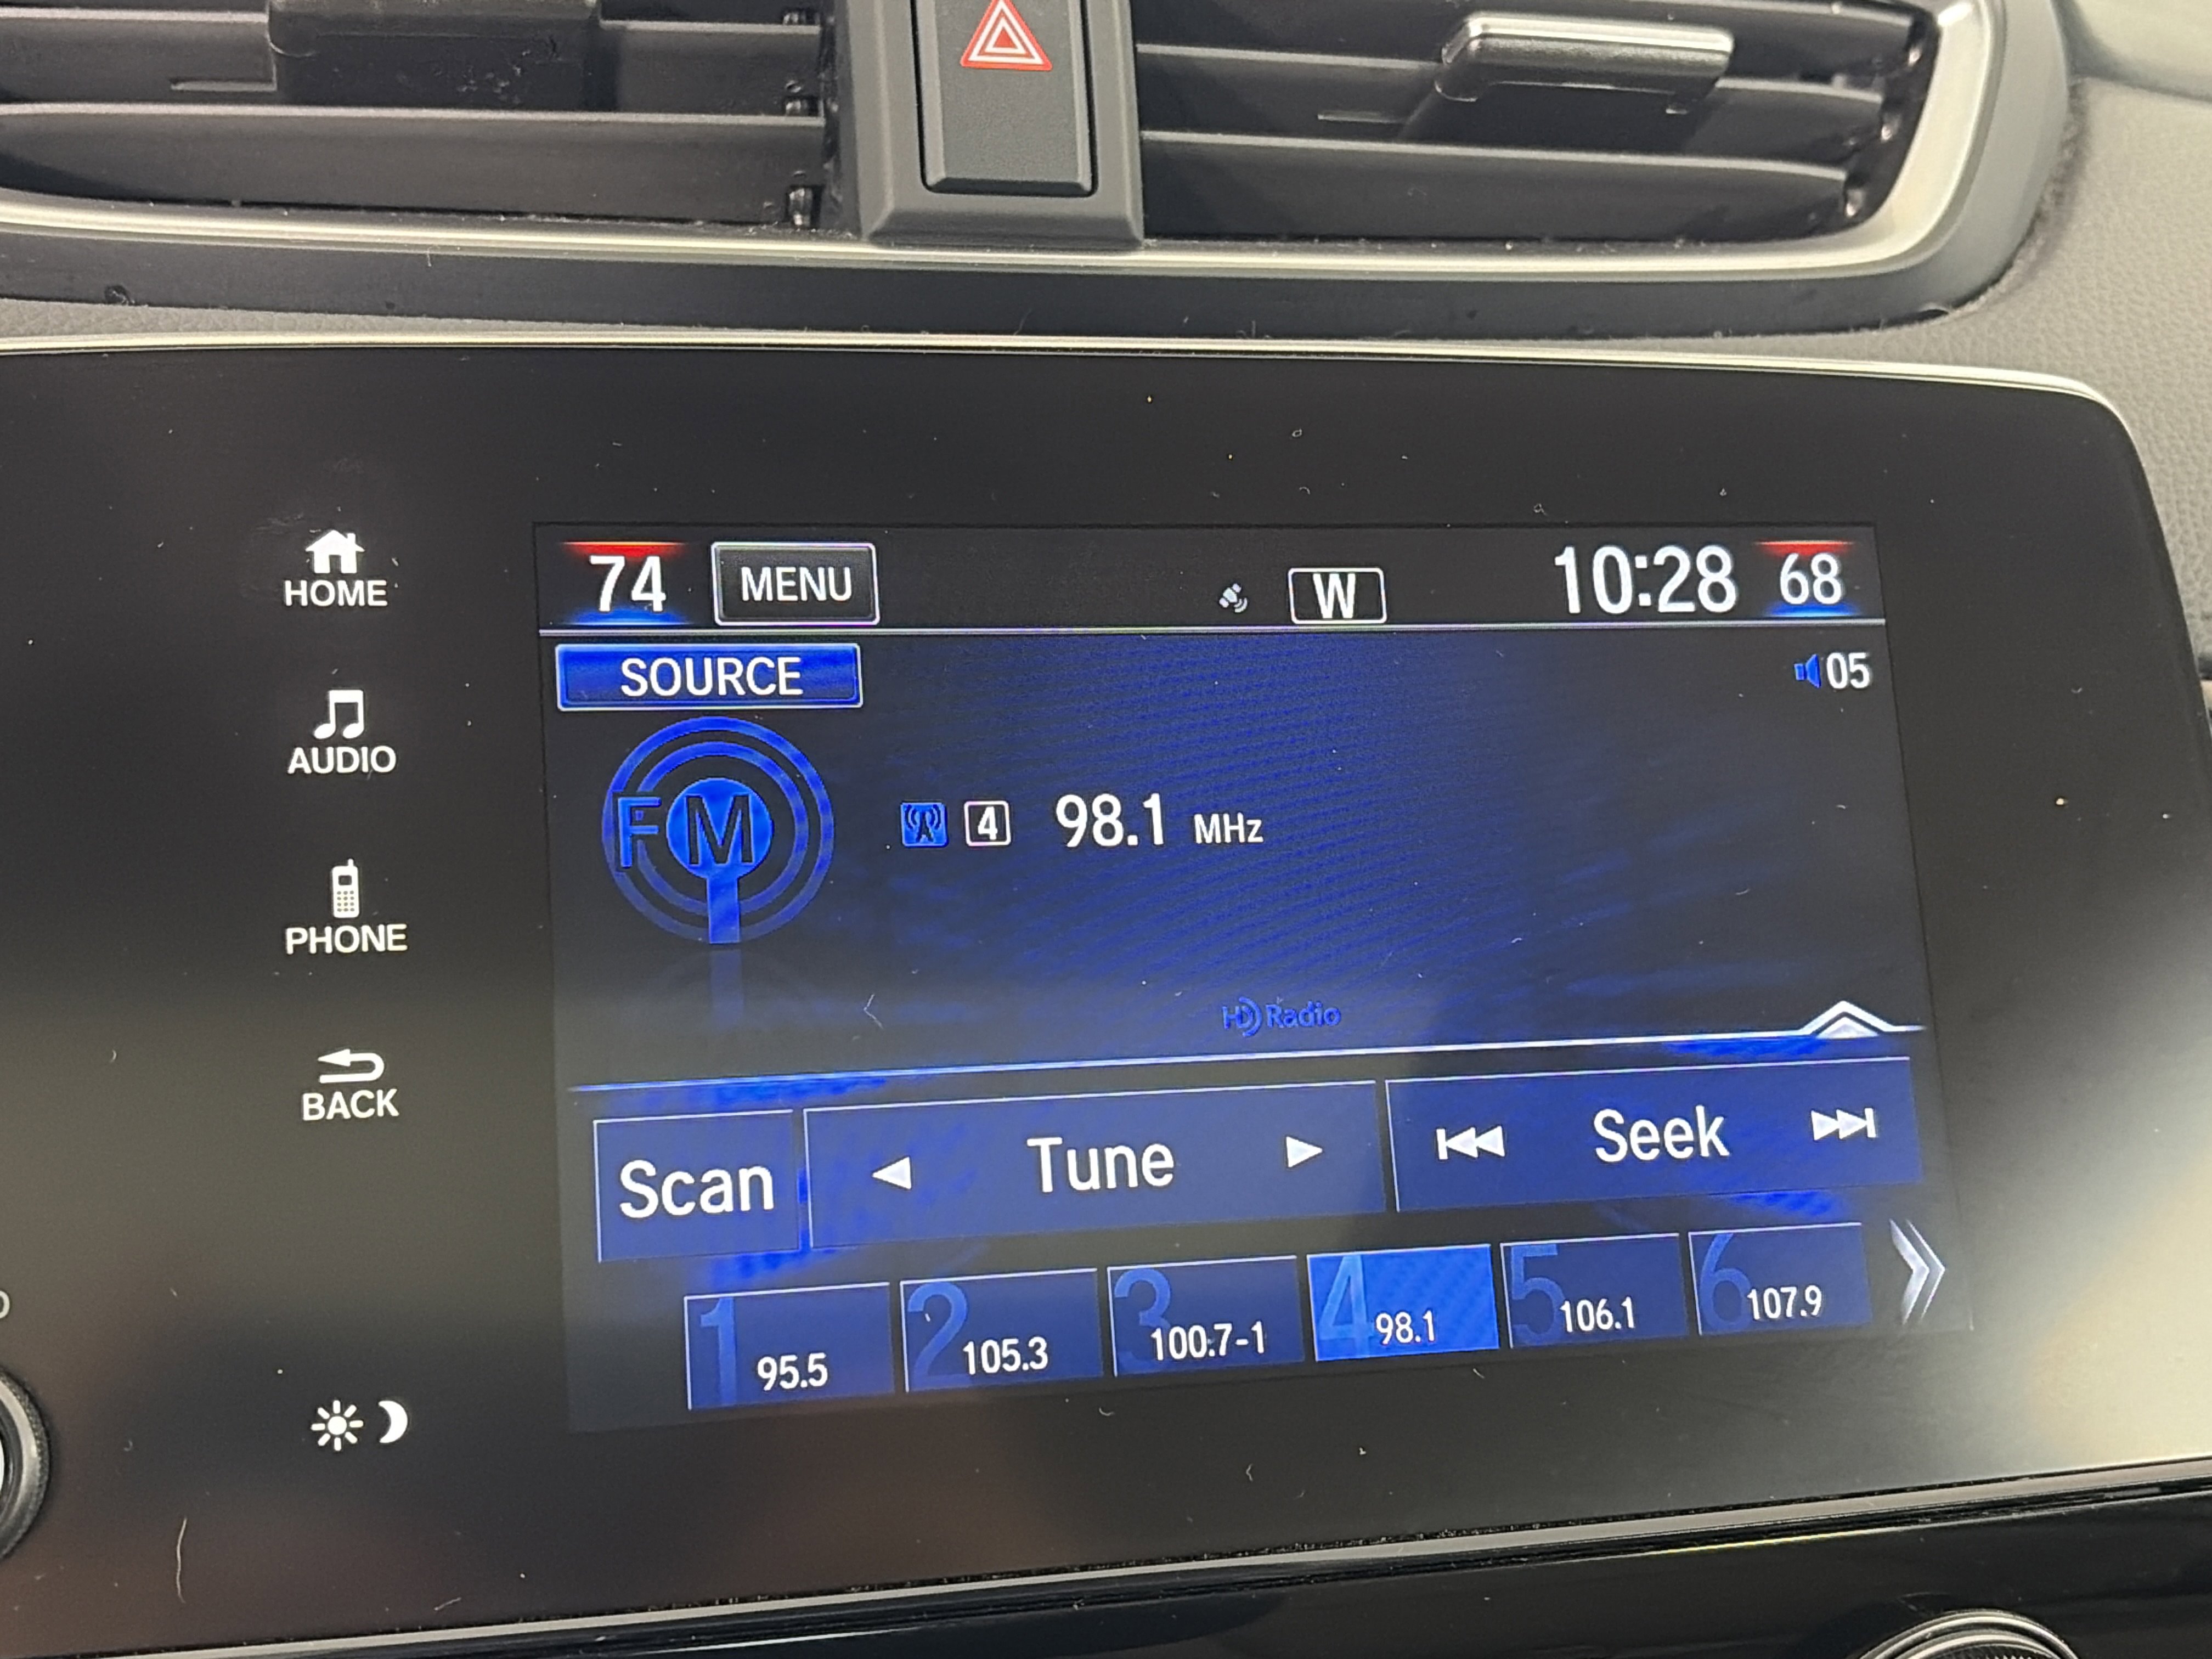 HOME
AUDIO
PHONE
BACK
74 MENU W 10:28 68
SOURCE 05
FM 4 98.1 MHz
HD Radio
Scan Tune Seek
1 95.5 2 105.3 3 100.7-1 4 98.1 5 106.1 6 107.9